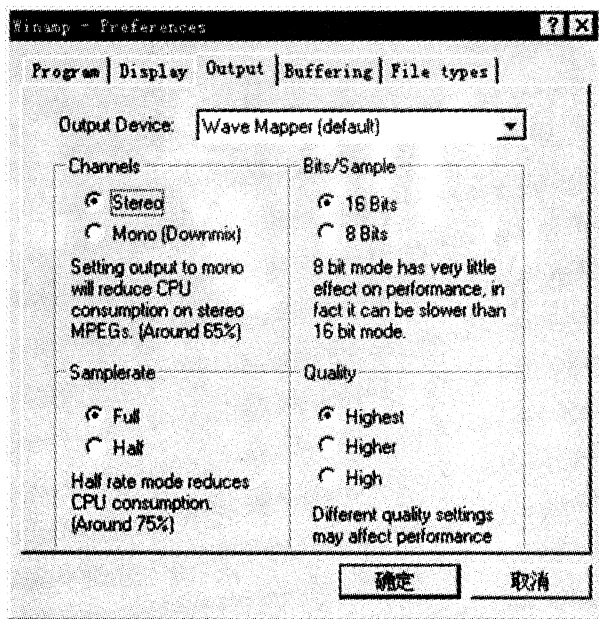 Winamp - Preferences
Program Display Output Buffering File types
Output Device: Wave Mapper (default)
Channels
Stereo
Mono (Downmix)
Setting output to mono
will reduce CPU
consumption on stereo
MPEGs. (Around 65%)
Bits/Sample
16 Bits
8 Bits
8 bit mode has very little
effect on performance, in
fact it can be slower than
16 bit mode.
Samplerate
Full
Half
Half rate mode reduces
CPU consumption.
(Around 75%)
Quality
Highest
Higher
High
Different quality settings
may affect performance
确定 取消